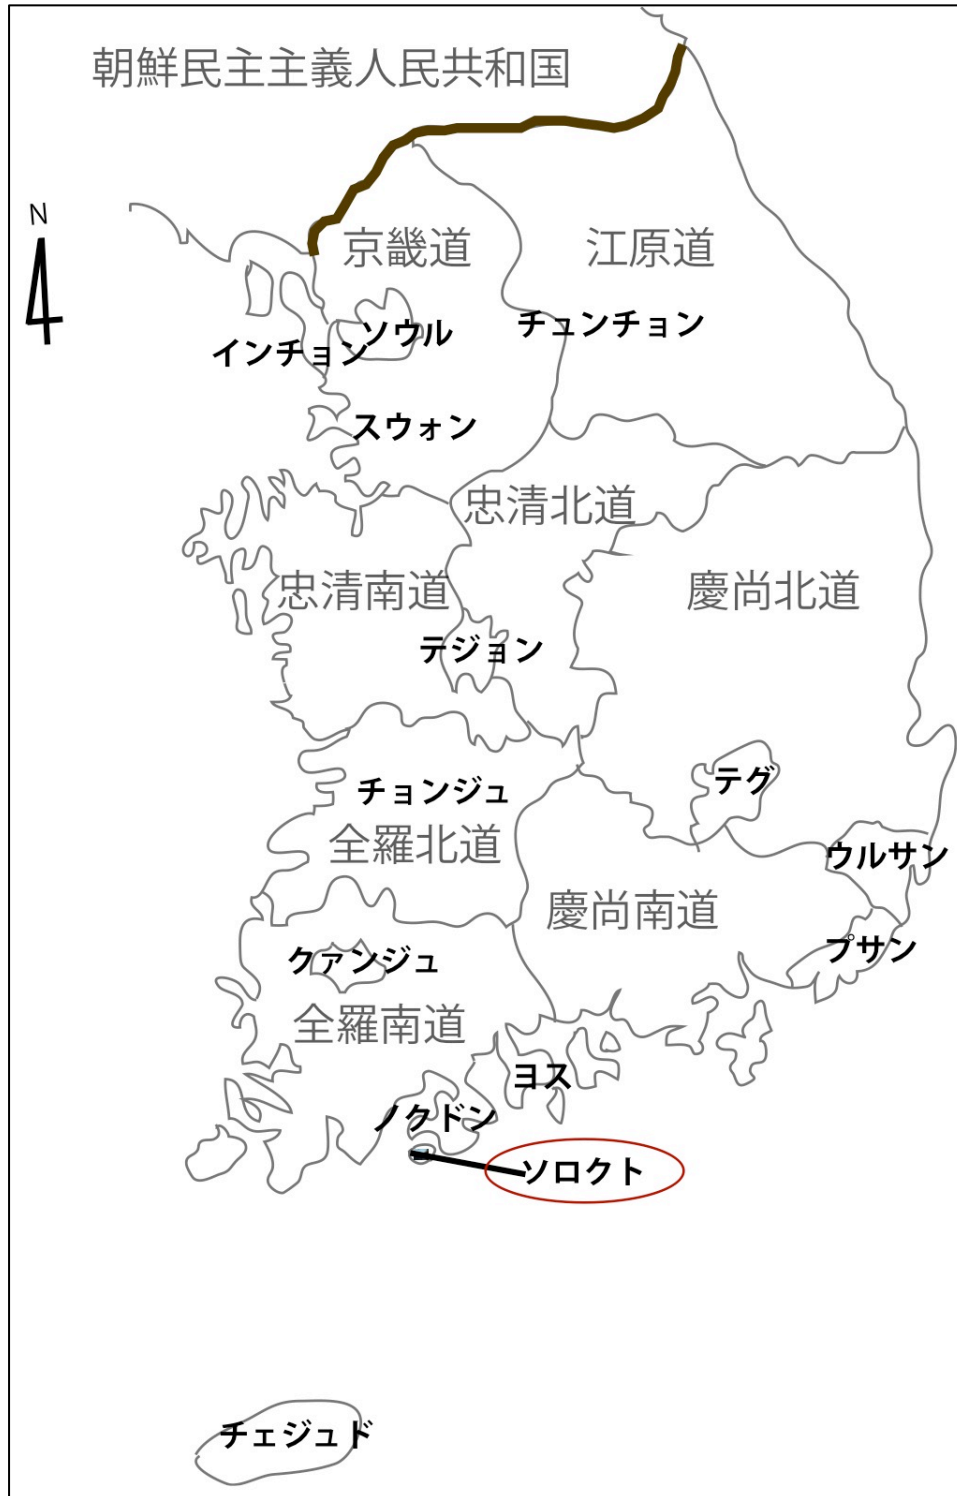 朝鮮民主主義人民共和国
N
京畿道
江原道
ソウル
チュンチョン
インチョン
スウォン
忠清北道
忠清南道
慶尚北道
テジョン
テグ
チョンジュ
全羅北道
ウルサン
慶尚南道
プサン
クァンジュ
全羅南道
ヨス
ノクドン
ソロクト
チェジュド